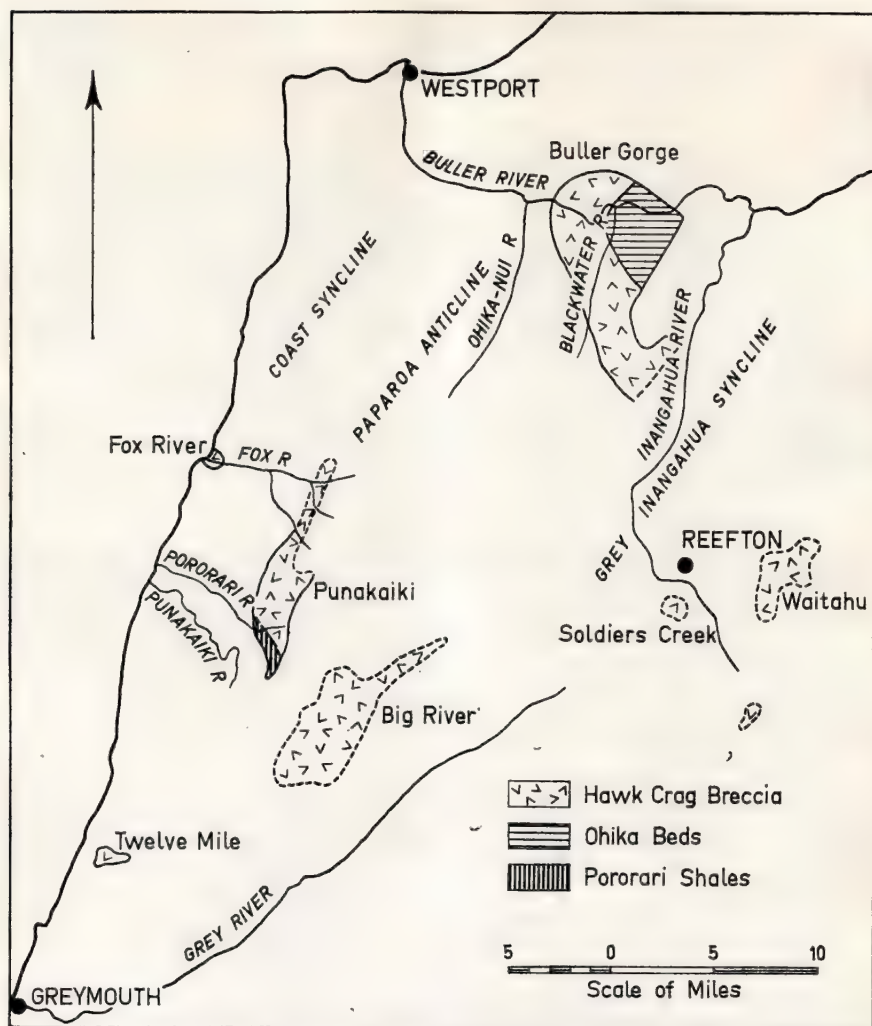 WESTPORT
BULLER RIVER
Buller Gorge
OHIKA-NUI R
BLACKWATER R
COAST SYNCLINE
PAPAROA ANTICLINE
INANGAHUA RIVER
GREY INANGAHUA SYNCLINE
Fox River
FOX R
PORORARI R
PUNAKAIKI R
Punakaiki
REEFTON
Waitahu
Soldiers Creek
Big River
Twelve Mile
GREY RIVER
GREYMOUTH
Hawk Crag Breccia
Ohika Beds
Pororari Shales
5 0 5 10
Scale of Miles